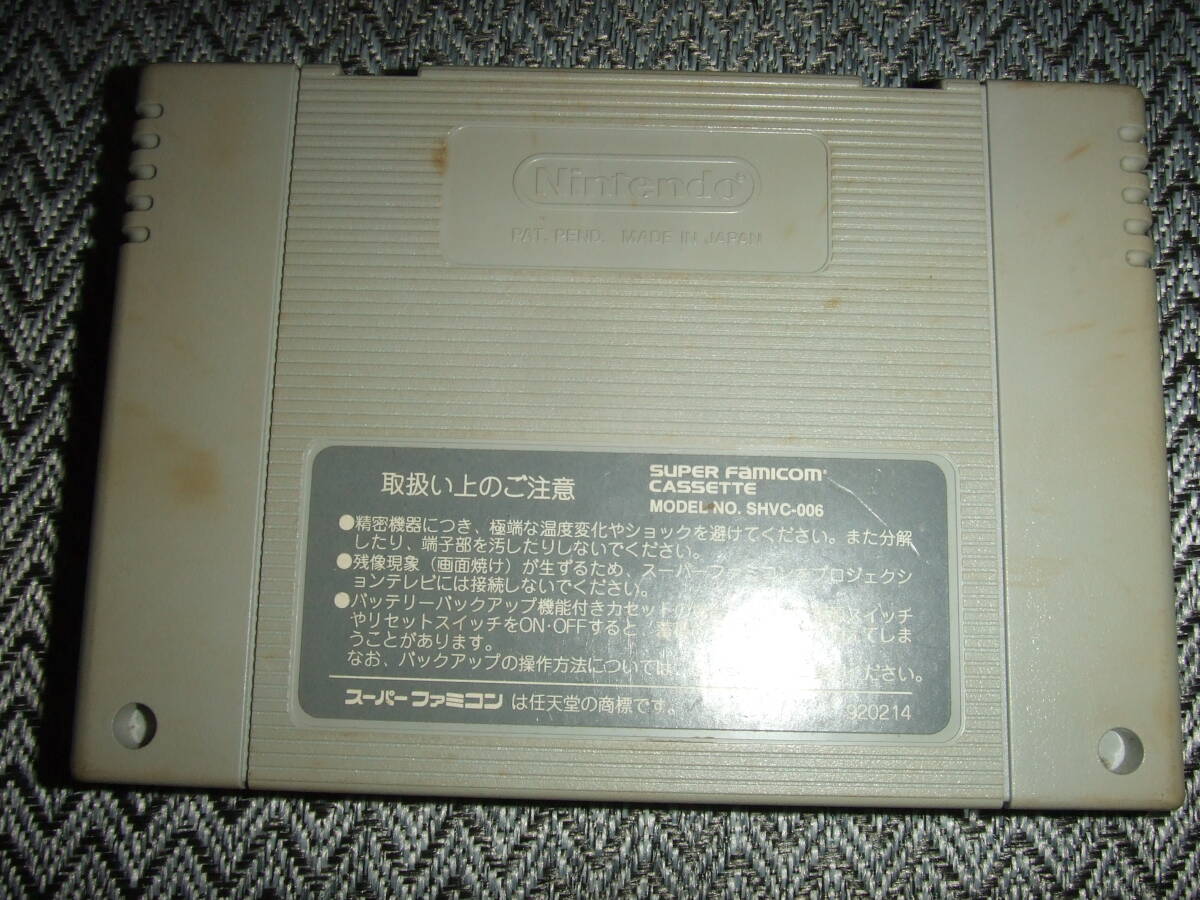 Nintendo
PAT. PEND. MADE IN JAPAN
取扱い上のご注意
SUPER FAMICOM
CASSETTE
MODEL NO. SHVC-006
●精密機器につき、極端な温度変化やショックを避けてください。また分解
したり、端子部を汚したりしないでください。
●残像現象（画面焼け）が生ずるため、スーパーファミコンをプロジェクシ
ョンテレビには接続しないでください。
●バッテリーバックアップ機能付きカセットの スイッチ
やリセットスイッチをON・OFFすると てしま
うことがあります。
なお、バックアップの操作方法については ださい。
スーパーファミコン は任天堂の商標です。
920214